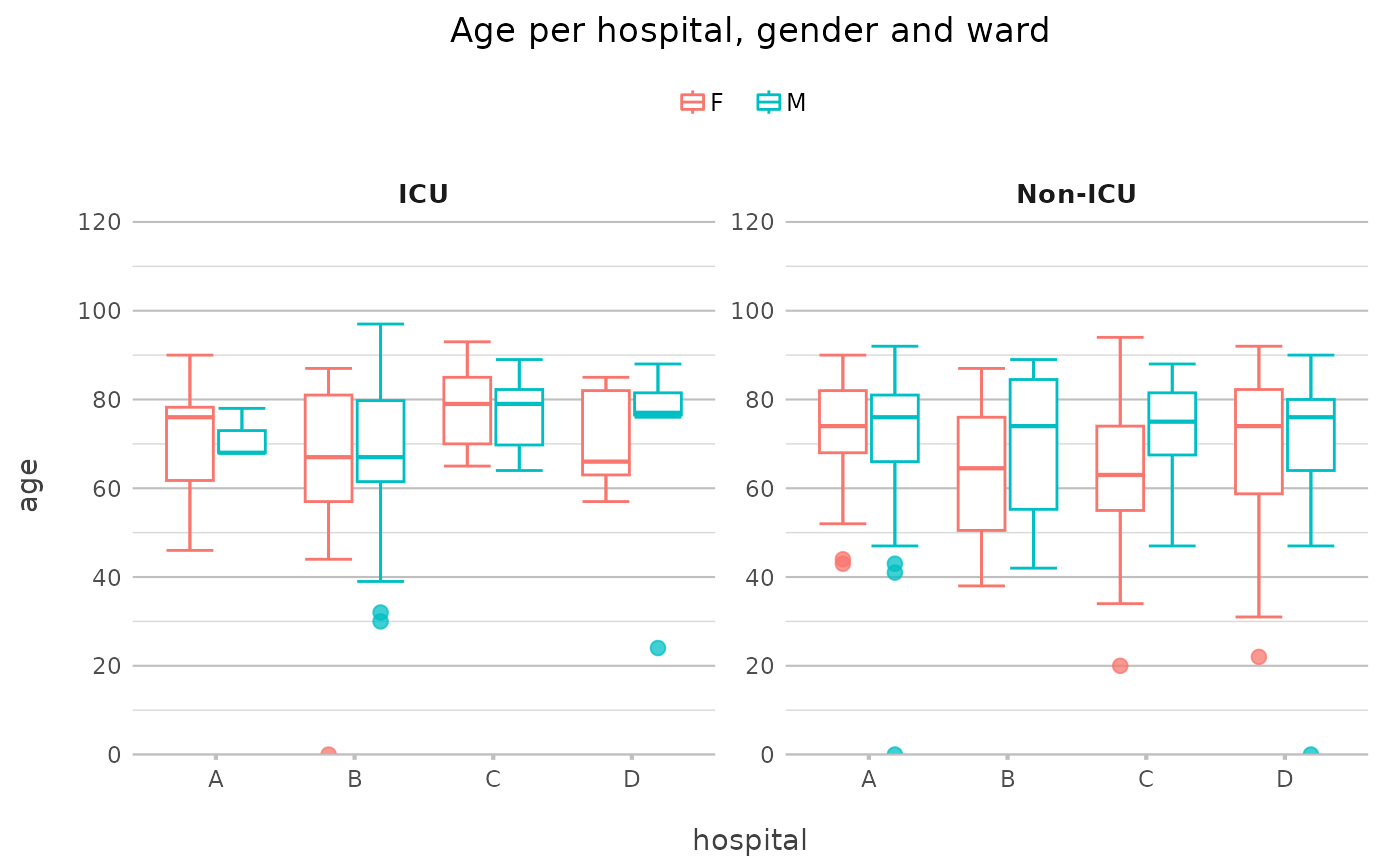 Age per hospital, gender and ward
F M
ICU Non-ICU
120 120
100 100
80 80
60 60
40 40
20 20
0 0
A B C D A B C D
age
hospital